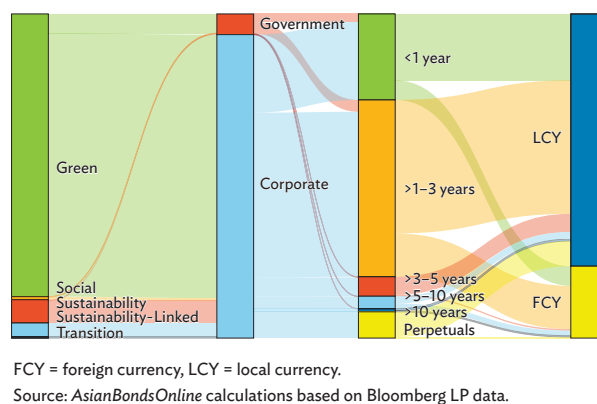 Government
<1 year
LCY
Green
Corporate
>1–3 years
Social
Sustainability
Sustainability-Linked
Transition
>3–5 years
>5–10 years
>10 years
Perpetuals
FCY
FCY = foreign currency, LCY = local currency.
Source: AsianBondsOnline calculations based on Bloomberg LP data.